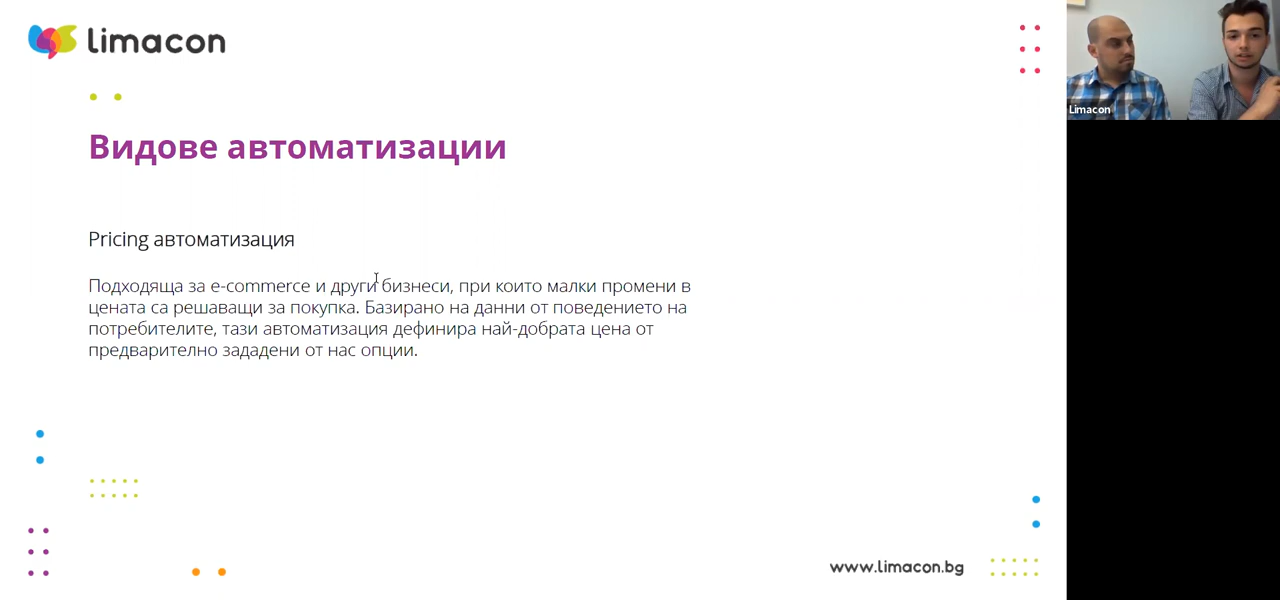 limacon
Limacon
Видове автоматизации
Pricing автоматизация
Подходяща за e-commerce и други бизнеси, при които малки промени в
цената са решаващи за покупка. Базирано на данни от поведението на
потребителите, тази автоматизация дефинира най-добрата цена от
предварително зададени от нас опции.
www.limacon.bg